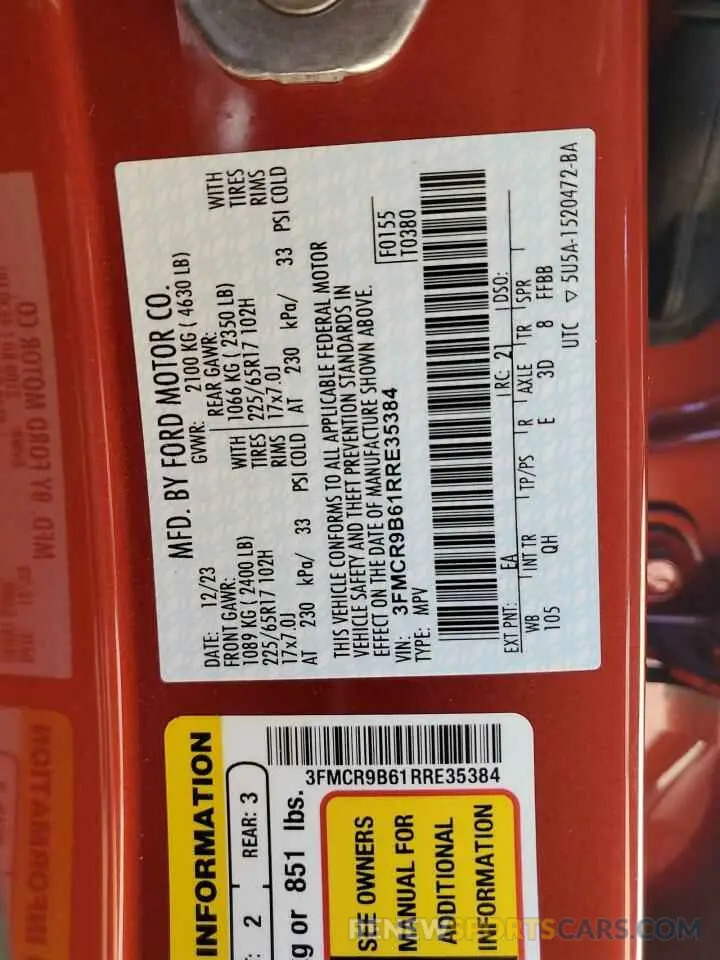 MFD. BY FORD MOTOR CO.
DATE: 12/23
GVWR: 2100 KG ( 4630 LB)
FRONT GAWR: REAR GAWR:
1089 KG ( 2400 LB) WITH 1066 KG ( 2350 LB) WITH
225/65R17 102H TIRES 225/65R17 102H TIRES
17x7.0J RIMS 17x7.0J RIMS
AT 230 kPa/ 33 PSI COLD AT 230 kPa/ 33 PSI COLD
THIS VEHICLE CONFORMS TO ALL APPLICABLE FEDERAL MOTOR
VEHICLE SAFETY AND THEFT PREVENTION STANDARDS IN
EFFECT ON THE DATE OF MANUFACTURE SHOWN ABOVE.
VIN: 3FMCR9B61RRE35384
TYPE: MPV
F0155
T0380
EXT PNT: EA RC: 21 DSO:
WB INT TR TP/PS R AXLE TR SPR
105 QH E 3D 8 FFBB
UTC ▽ 5U5A-1520472-BA
INFORMATION
2 REAR: 3
kg or 851 lbs.
3FMCR9B61RRE35384
SEE OWNERS
MANUAL FOR
ADDITIONAL
INFORMATION
RENEWSPORTSCARS.COM